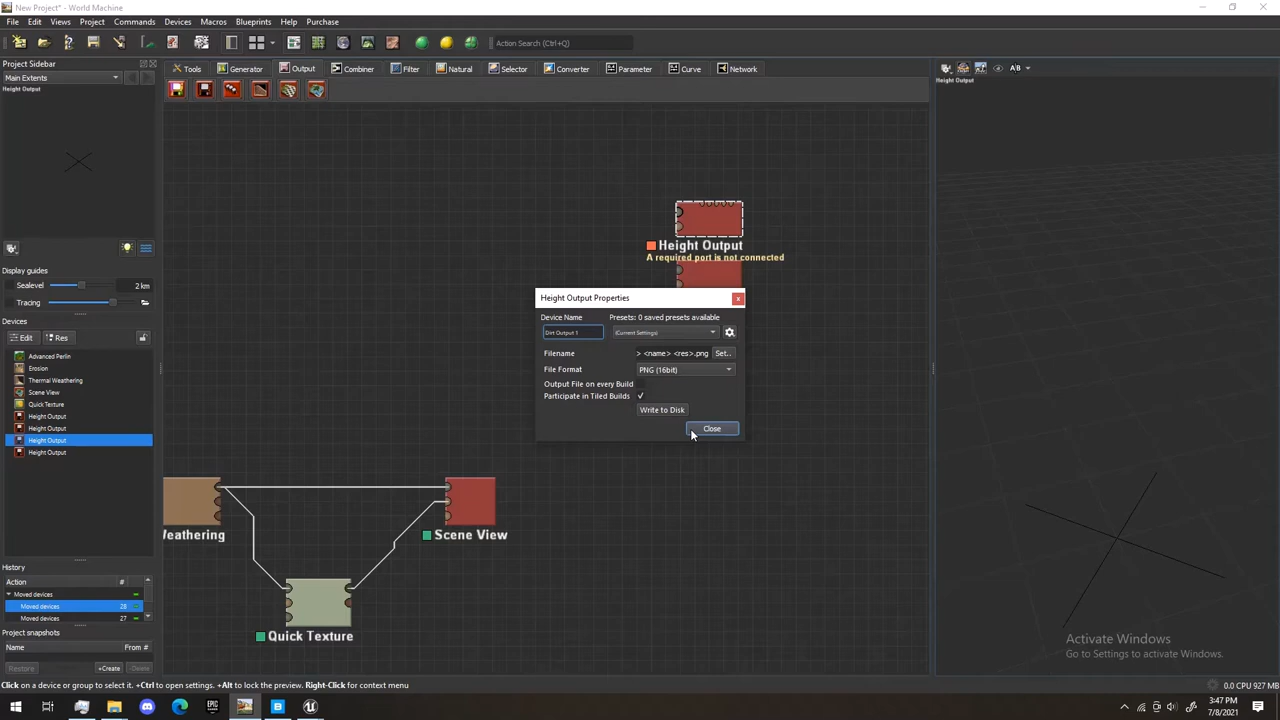 New Project* - World Machine
File Edit Views Project Commands Devices Macros Blueprints Help Purchase
Action Search (Ctrl+Q)
Project Sidebar
Main Extents
Height Output
Tools Generator Output Combiner Filter Natural Selector Converter Parameter Curve Network
A/B
Height Output
Display guides
Sealevel 2 km
Tracing
Devices
Edit Res
Advanced Perlin
Erosion
Thermal Weathering
Scene View
Quick Texture
Height Output
Height Output
Height Output
Height Output
History
Action #
Moved devices
Moved devices 28
Moved devices 27
Project snapshots
Name From #
Restore +Create Delete
Height Output
A required port is not connected
Height Output Properties
x
Device Name Presets: 0 saved presets available
Dirt Output 1 (Current Settings)
Filename > <name> <res>.png Set..
File Format PNG (16bit)
Output File on every Build
Participate in Tiled Builds
Write to Disk
Close
Weathering
Scene View
Quick Texture
Activate Windows
Go to Settings to activate Windows.
Click on a device or group to select it. +Ctrl to open settings. +Alt to lock the preview. Right-Click for context menu
0.0 CPU 927 MB
EPIC
3:47 PM
7/8/2021